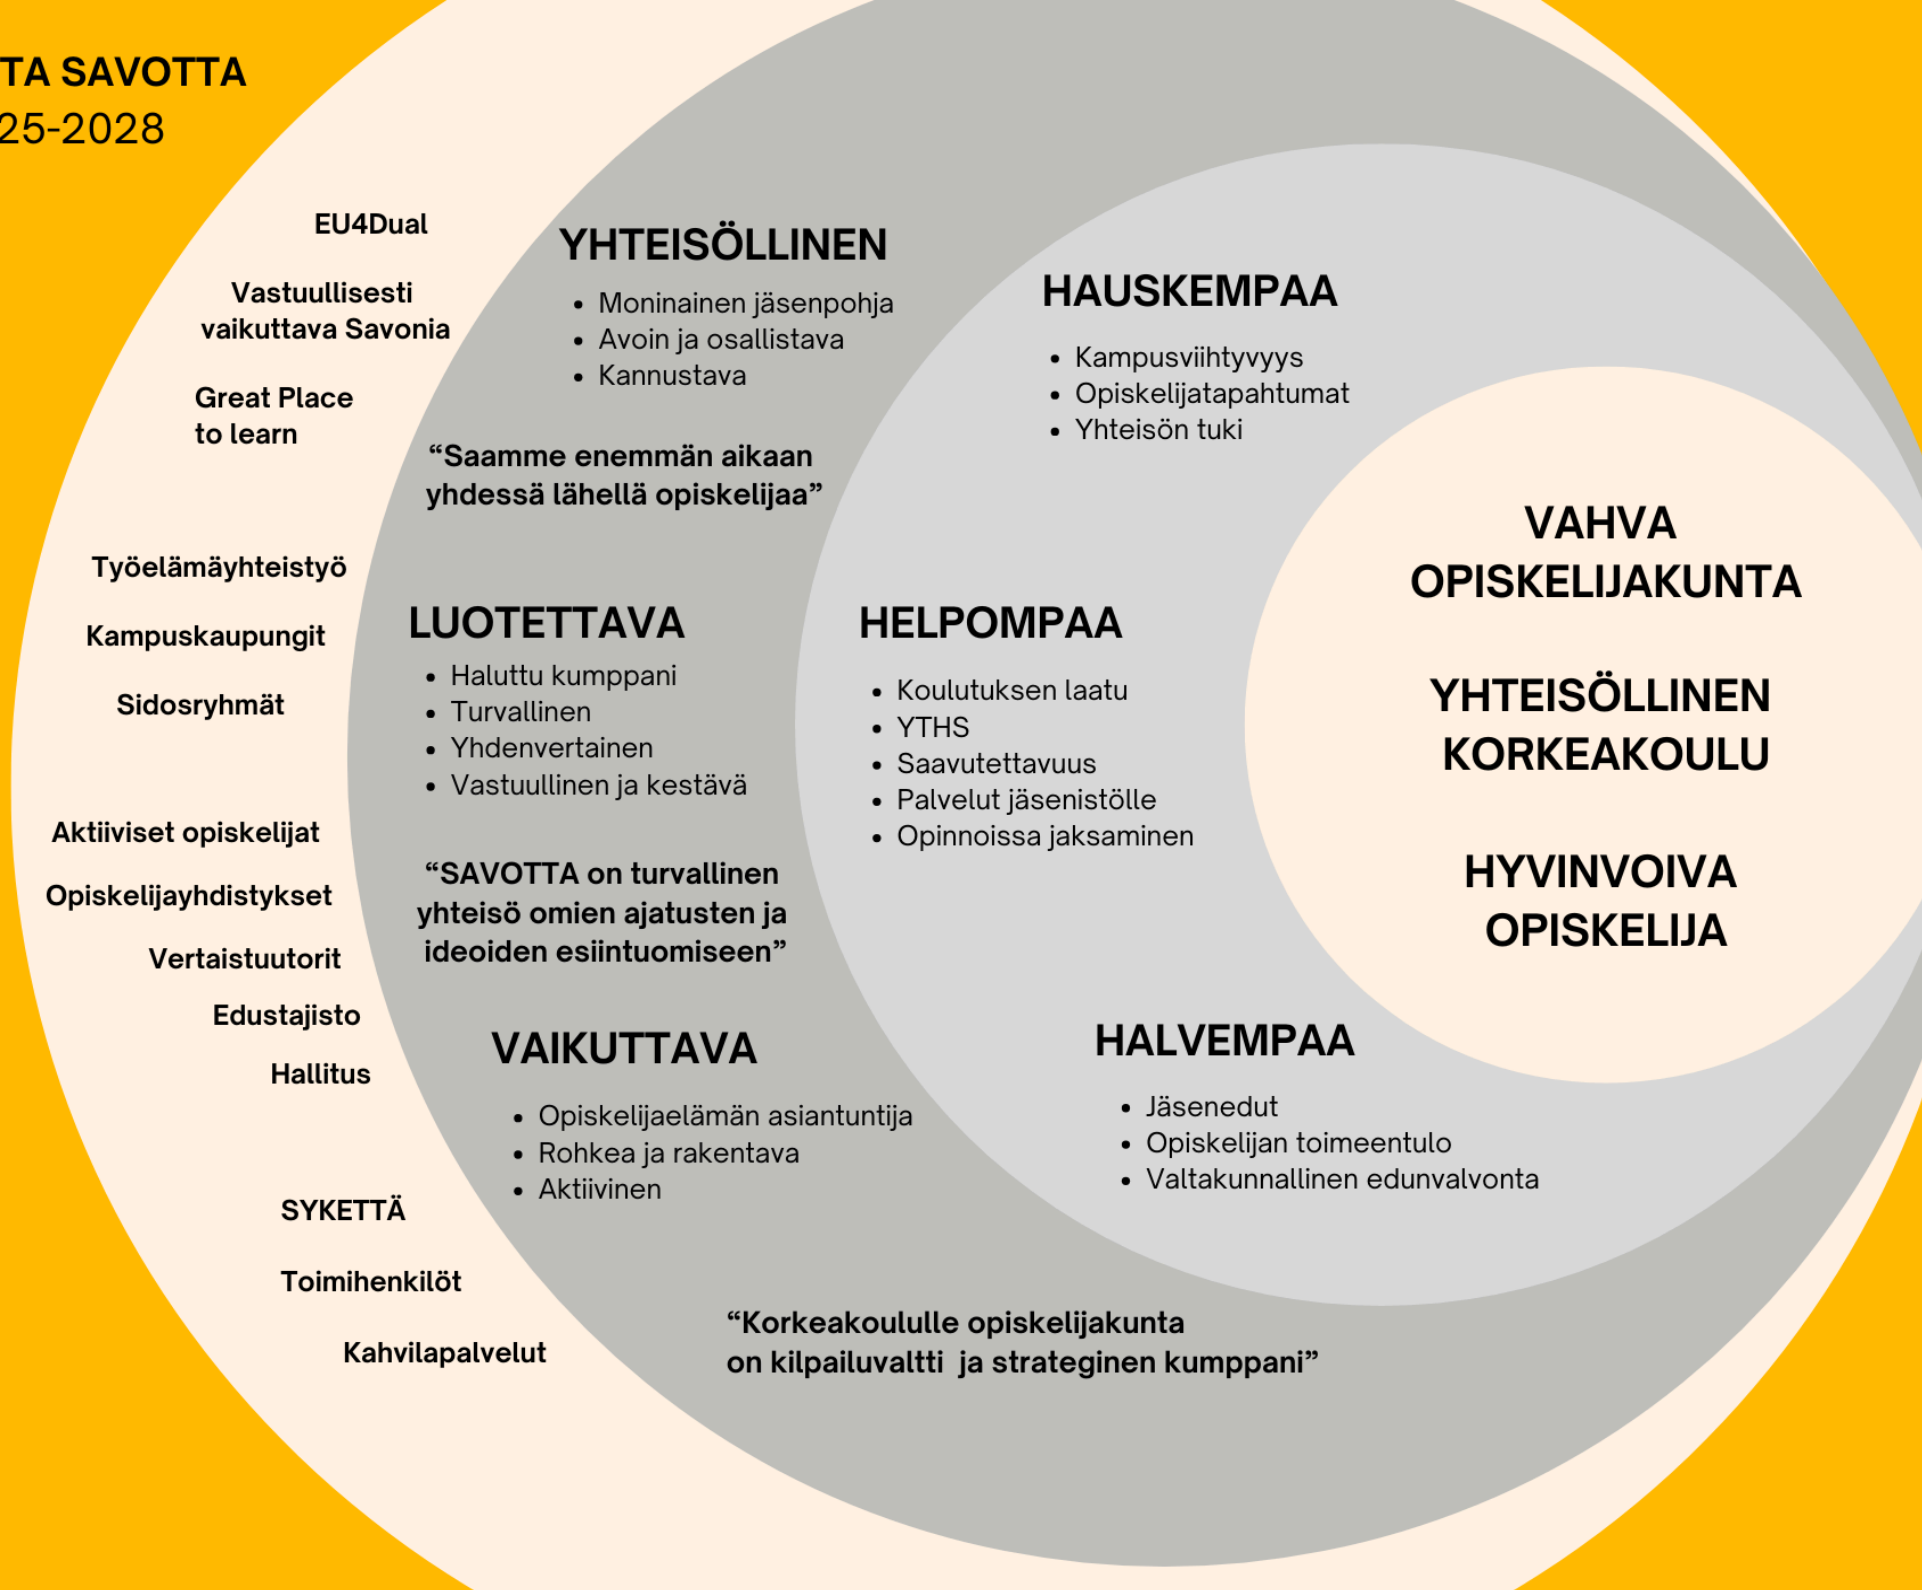 TA SAVOTTA
25-2028
EU4Dual
Vastuullisesti
vaikuttava Savonia
Great Place
to learn
Työelämäyhteistyö
Kampuskaupungit
Sidosryhmät
Aktiiviset opiskelijat
Opiskelijayhdistykset
Vertaistuutorit
Edustajisto
Hallitus
SYKETTÄ
Toimihenkilöt
Kahvilapalvelut
YHTEISÖLLINEN
• Moninainen jäsenpohja
• Avoin ja osallistava
• Kannustava
“Saamme enemmän aikaan
yhdessä lähellä opiskelijaa”
LUOTETTAVA
• Haluttu kumppani
• Turvallinen
• Yhdenvertainen
• Vastuullinen ja kestävä
“SAVOTTA on turvallinen
yhteisö omien ajatusten ja
ideoiden esiintuomiseen”
VAIKUTTAVA
• Opiskelijaelämän asiantuntija
• Rohkea ja rakentava
• Aktiivinen
“Korkeakoululle opiskelijakunta
on kilpailuvaltti ja strateginen kumppani”
HAUSKEMPAA
• Kampusviihtyvyys
• Opiskelijatapahtumat
• Yhteisön tuki
HELPOMPAA
• Koulutuksen laatu
• YTHS
• Saavutettavuus
• Palvelut jäsenistölle
• Opinnoissa jaksaminen
HALVEMPAA
• Jäsenedut
• Opiskelijan toimeentulo
• Valtakunnallinen edunvalvonta
VAHVA
OPISKELIJAKUNTA
YHTEISÖLLINEN
KORKEAKOULU
HYVINVOIVA
OPISKELIJA